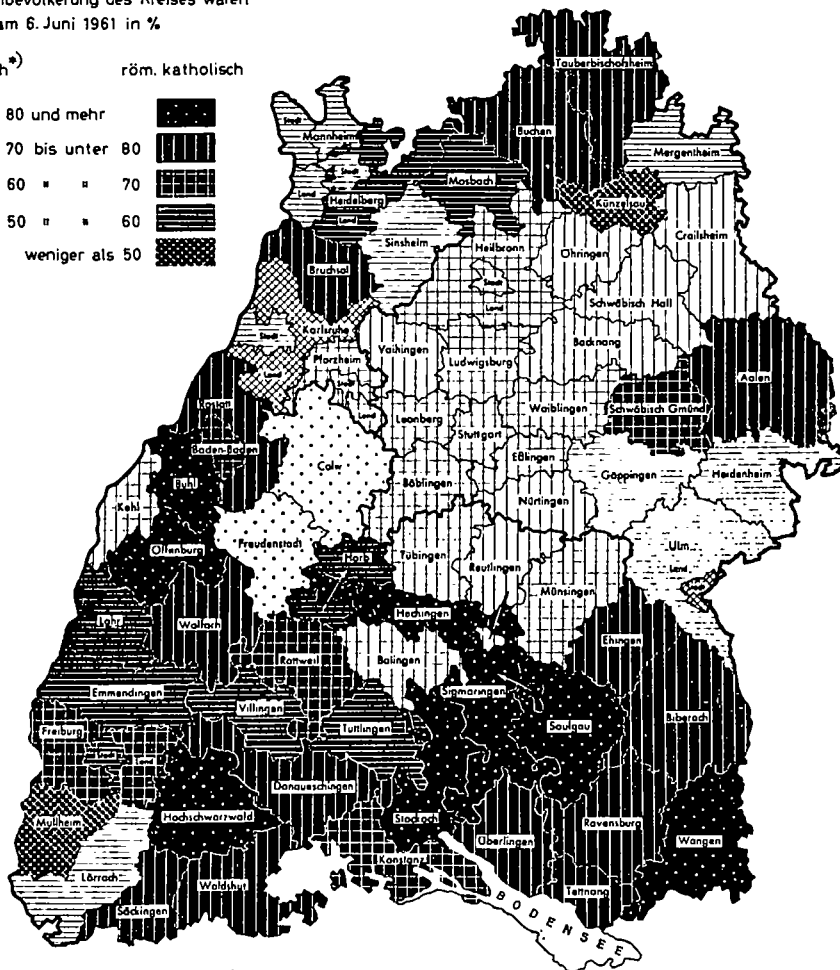 am 6. Juni 1961 in %
röm. katholisch
80 und mehr
70 bis unter 80
60 " " 70
50 " " 60
weniger als 50
Tauberbischofsheim
Buchen
Stadt
Mannheim
Mergentheim
Stadt
Mosbach
Land
Heidelberg
Künzelsau
Land
Sinsheim
Heilbronn
Öhringen
Crailsheim
Bruchsal
Stadt
Schwäbisch Hall
Land
Karlsruhe
Stadt
Vaihingen
Backnang
Pforzheim
Ludwigsburg
Land
Stadt
Aalen
Rastatt
Land
Leonberg
Waiblingen
Schwäbisch Gmünd
Stuttgart
Baden-Baden
Eßlingen
Calw
Göppingen
Heidenheim
Bühl
Böblingen
Nürtingen
Kehl
Offenburg
Freudenstadt
Ulm
Horb
Tübingen
Reutlingen
Land
Münsingen
Lahr
Wolfach
Hechingen
Ehingen
Rottweil
Balingen
Sigmaringen
Emmendingen
Villingen
Saulgau
Biberach
Freiburg
Tuttlingen
Stadt
Land
Donaueschingen
Müllheim
Hochschwarzwald
Stockach
Überlingen
Ravensburg
Wangen
Konstanz
Lörrach
Waldshut
Tettnang
Säckingen
BODENSEE